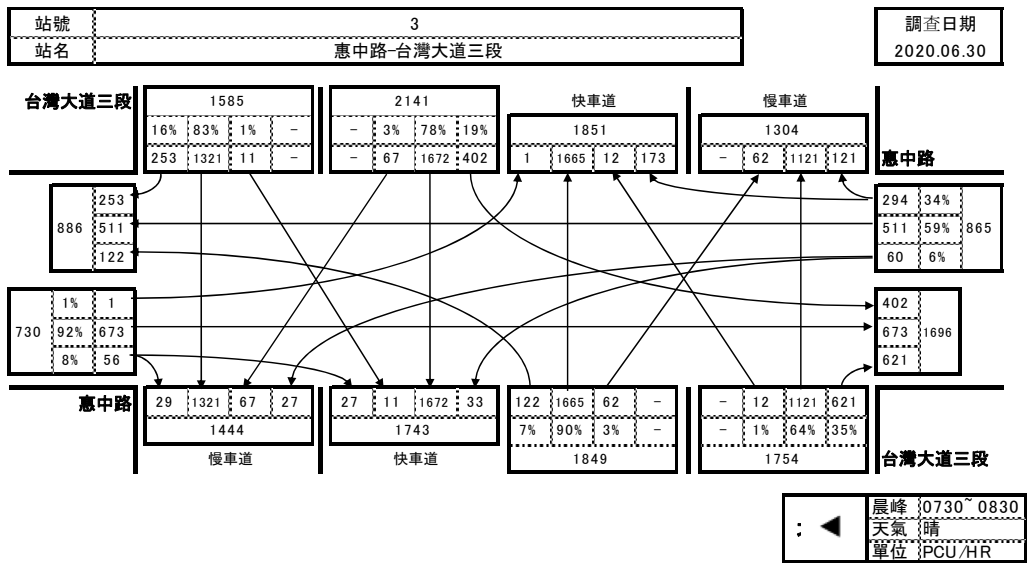 站號 3
站名 惠中路-台灣大道三段
調查日期
2020.06.30
台灣大道三段 1585 2141 快車道 慢車道
16% 83% 1% - - 3% 78% 19% 1851 1304
253 1321 11 - - 67 1672 402 1 1665 12 173 - 62 1121 121 惠中路
253 294 34%
886 511 511 59% 865
122 60 6%
1% 1 402
730 92% 673 673 1696
8% 56 621
惠中路 29 1321 67 27 27 11 1672 33 122 1665 62 - - 12 1121 621
1444 1743 7% 90% 3% - - 1% 64% 35%
慢車道 快車道 1849 1754 台灣大道三段
晨峰 0730~0830
天氣 晴
單位 PCU/HR
;